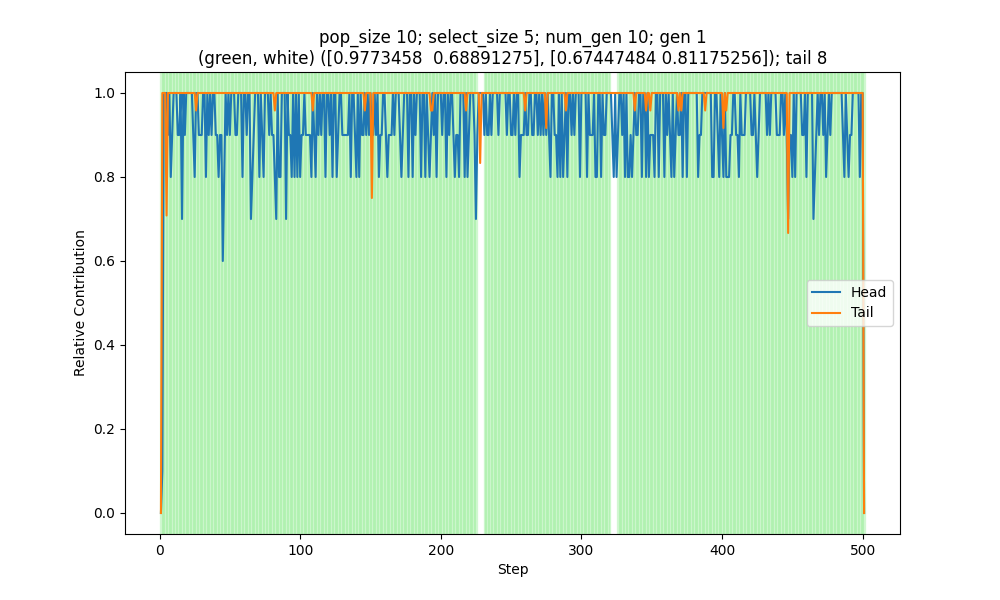 pop_size 10; select_size 5; num_gen 10; gen 1
(green, white) ([0.9773458  0.68891275], [0.67447484 0.81175256]); tail 8
1.0
0.8
0.6
0.4
0.2
0.0
Relative Contribution
Head
Tail
0
100
200
300
400
500
Step